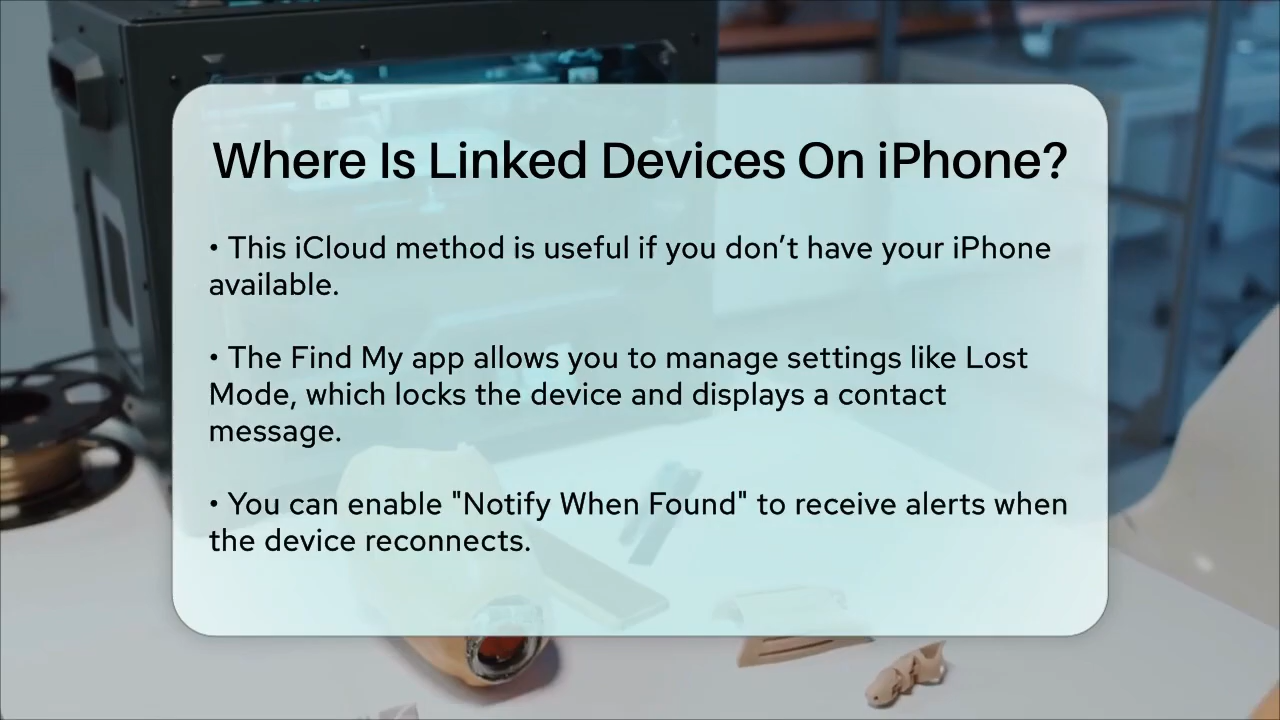 Where Is Linked Devices On iPhone?
• This iCloud method is useful if you don’t have your iPhone
available.
• The Find My app allows you to manage settings like Lost
Mode, which locks the device and displays a contact
message.
• You can enable "Notify When Found" to receive alerts when
the device reconnects.